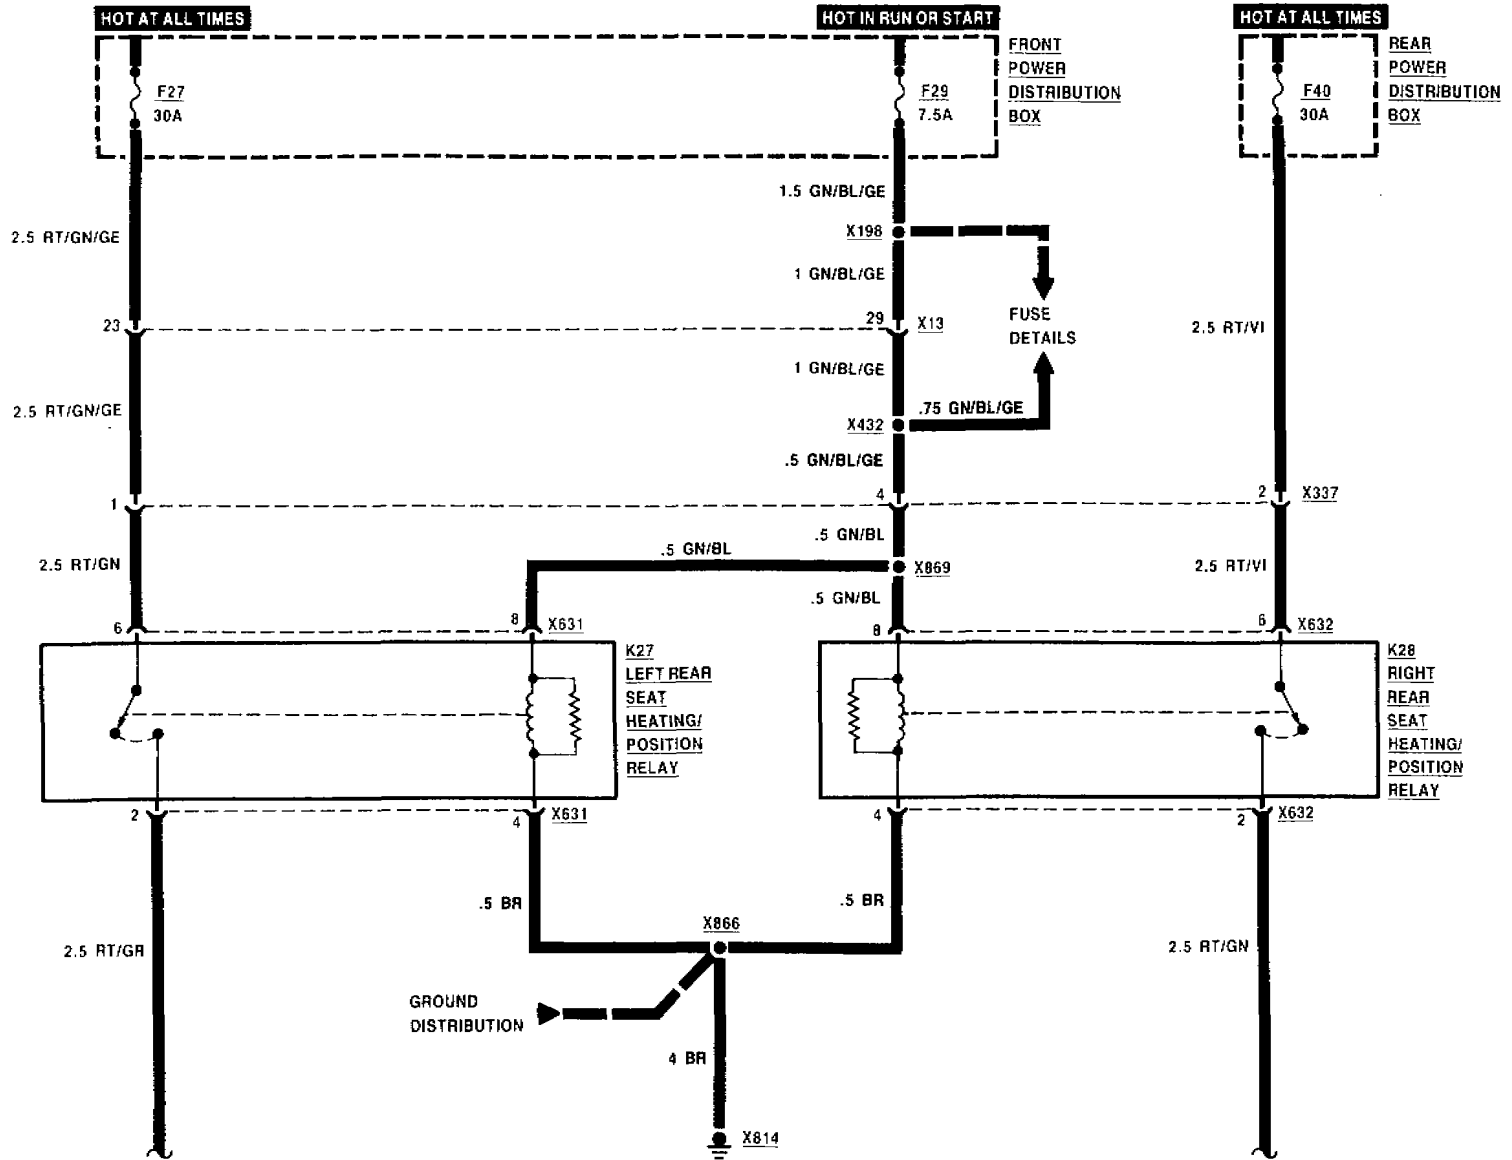 HOT AT ALL TIMES
HOT IN RUN OR START
HOT AT ALL TIMES
F27
30A
F29
7.5A
FRONT
POWER
DISTRIBUTION
BOX
F40
30A
REAR
POWER
DISTRIBUTION
BOX
1.5 GN/BL/GE
2.5 RT/GN/GE
X198
1 GN/BL/GE
FUSE
DETAILS
23
29
X13
2.5 RT/VI
1 GN/BL/GE
2.5 RT/GN/GE
.75 GN/BL/GE
X432
.5 GN/BL/GE
1
4
2
X337
.5 GN/BL
.5 GN/BL
2.5 RT/GN
X869
2.5 RT/VI
.5 GN/BL
6
8
X631
8
6
X632
K27
LEFT REAR
SEAT
HEATING/
POSITION
RELAY
K28
RIGHT
REAR
SEAT
HEATING/
POSITION
RELAY
2
4
X631
4
2
X632
.5 BR
.5 BR
X866
2.5 RT/GR
2.5 RT/GN
GROUND
DISTRIBUTION
4 BR
X814